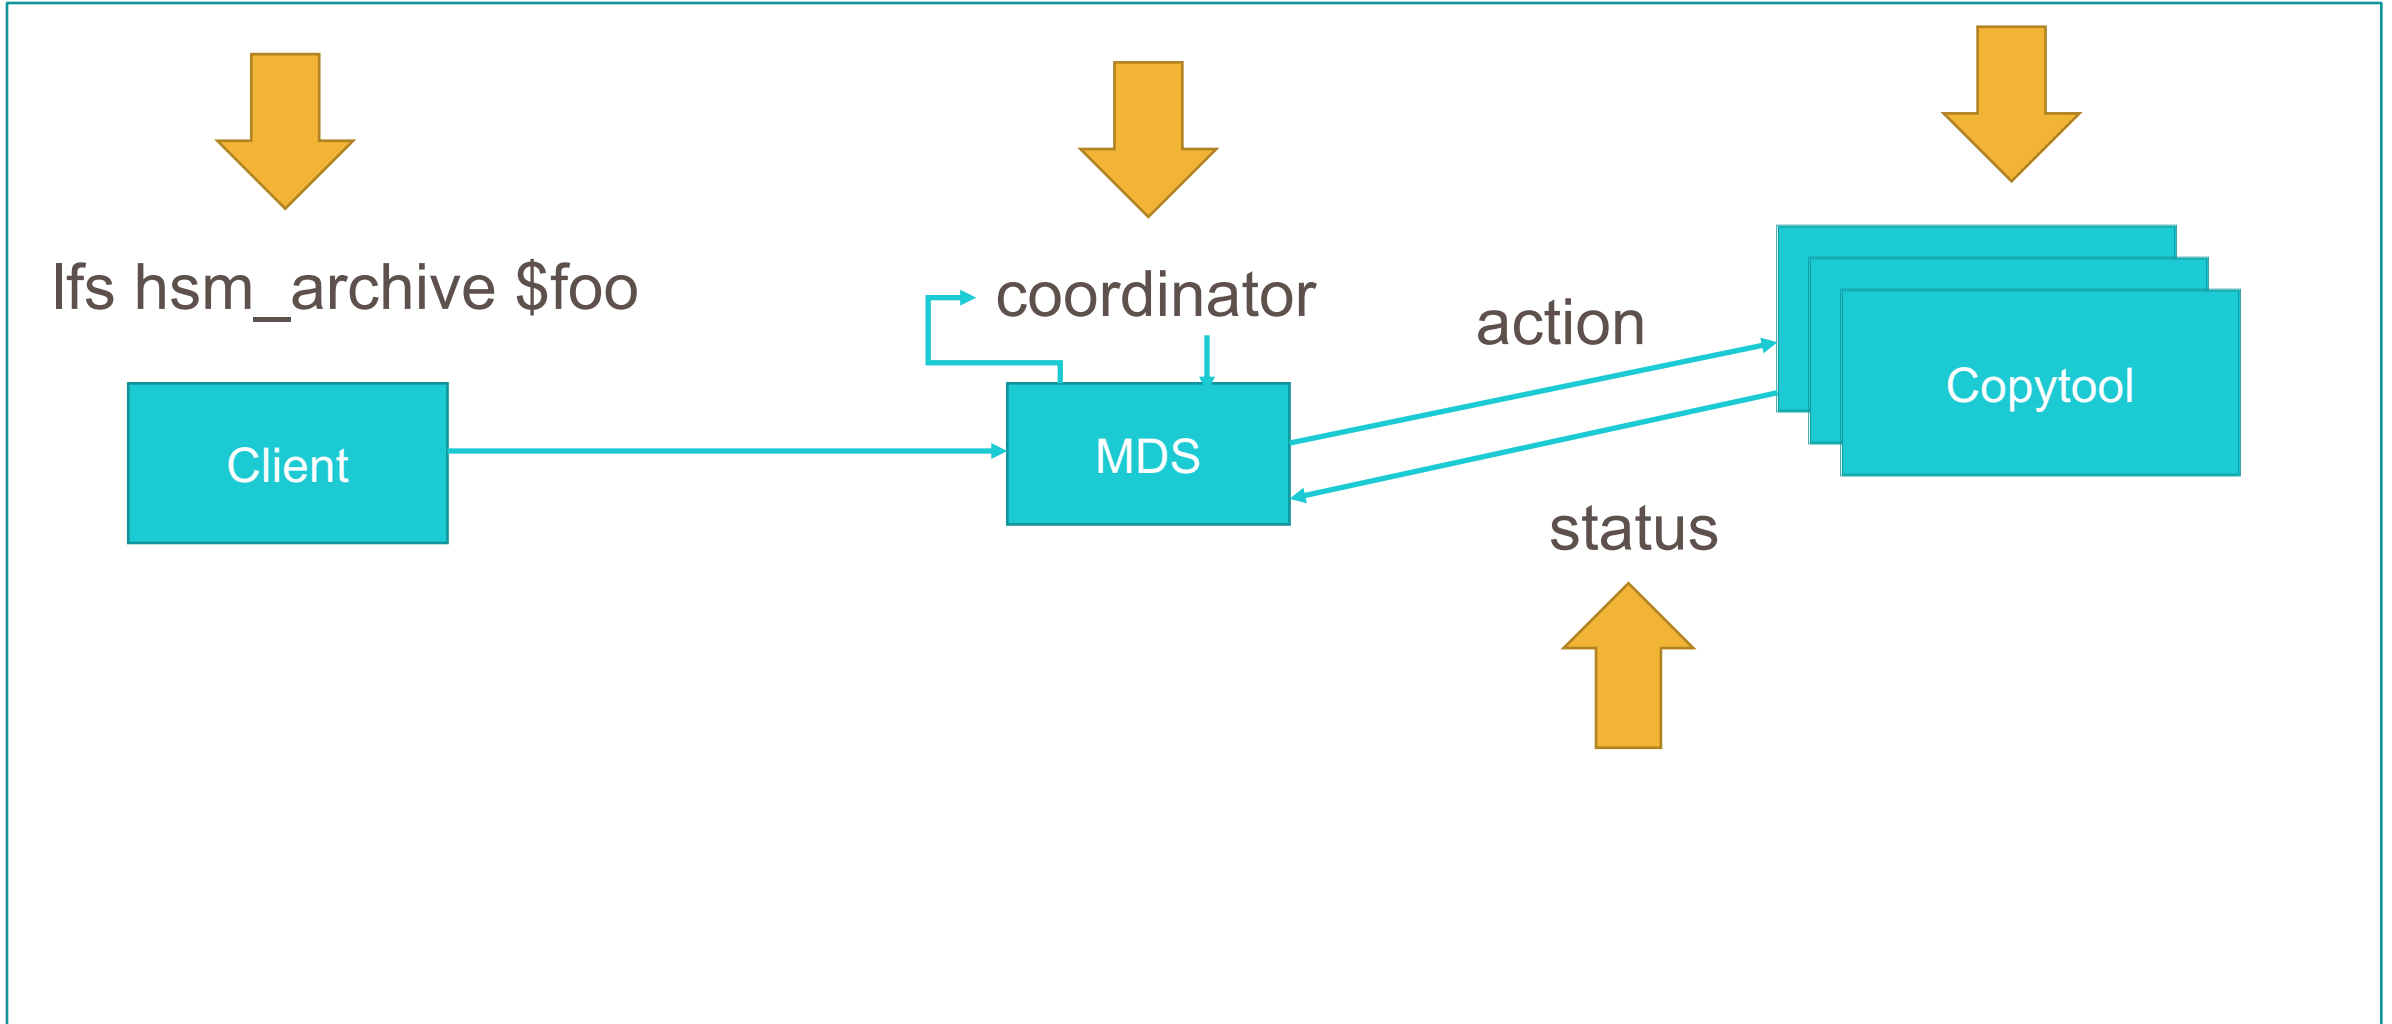 lfs hsm_archive $foo
coordinator
action
Copytool
Client
MDS
status